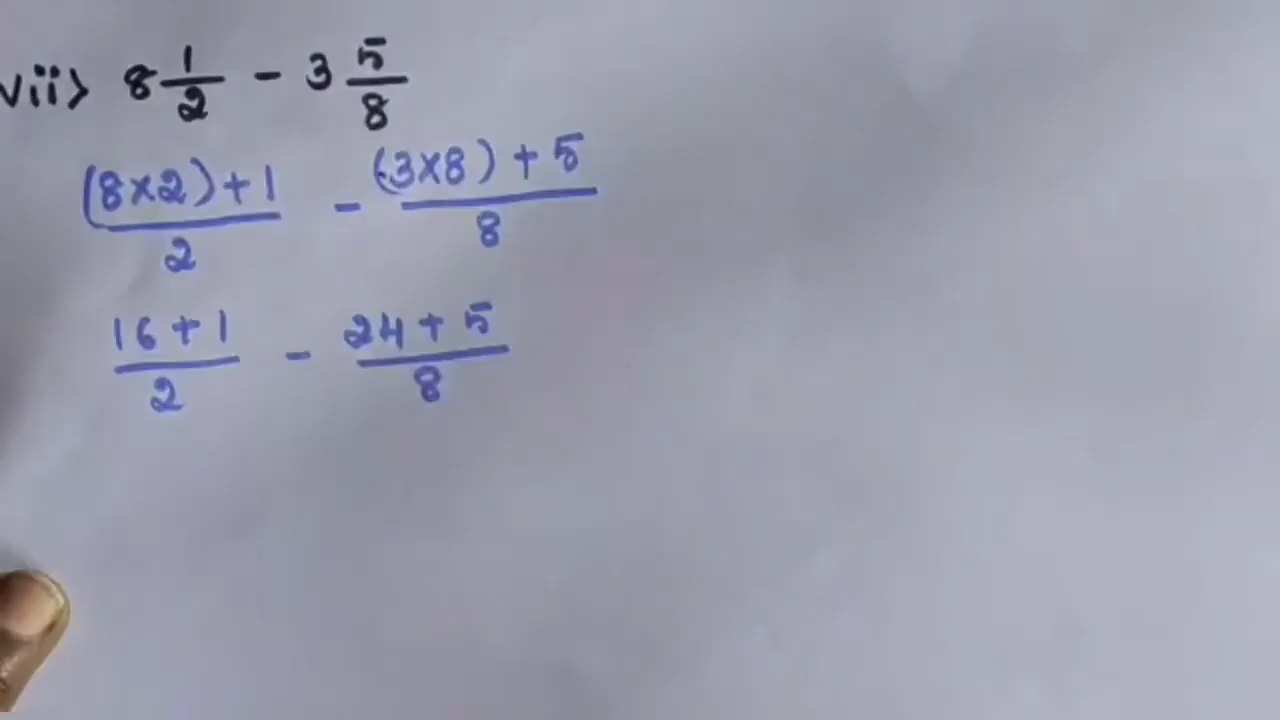 vii> 8 1/2 - 3 5/8
(8×2)+1/2 - (3×8)+5/8
16+1/2 - 24+5/8